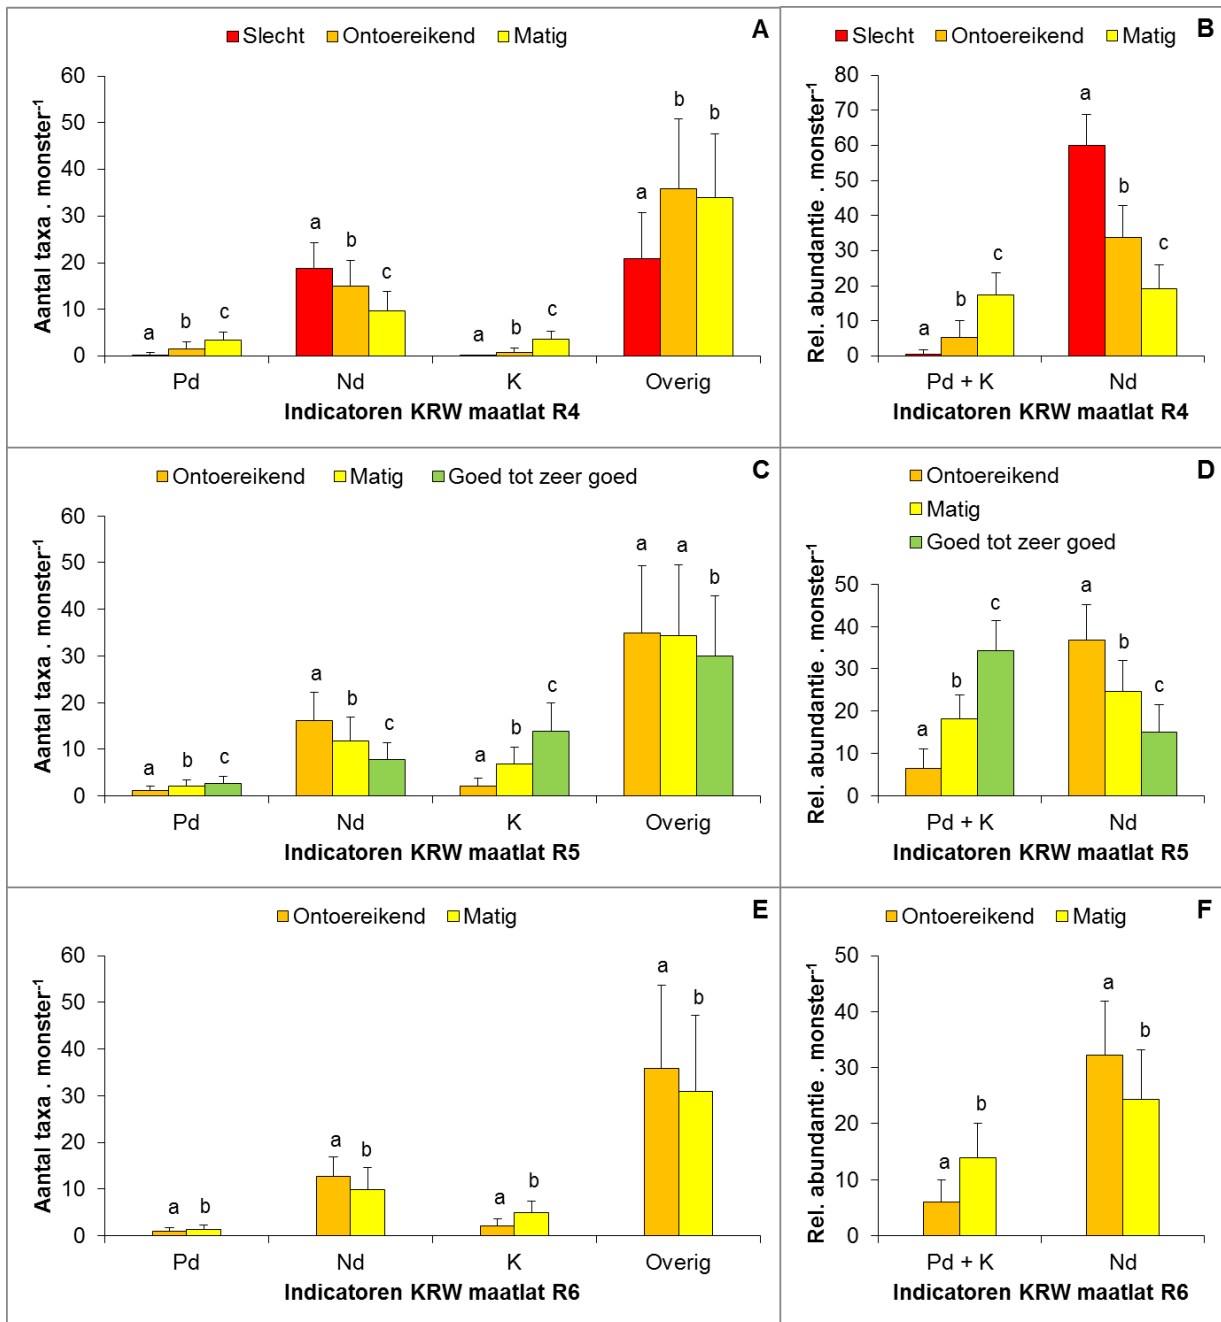 Slecht Ontoereikend Matig A
60
50
40
30
20
10
0
Aantal taxa . monster-1
a b c a b c a b c a b b
Pd Nd K Overig
Indicatoren KRW maatlat R4
Slecht Ontoereikend Matig B
80
70
60
50
40
30
20
10
0
Rel. abundantie . monster-1
a b c a b c
Pd + K Nd
Indicatoren KRW maatlat R4
Ontoereikend Matig Goed tot zeer goed C
60
50
40
30
20
10
0
Aantal taxa . monster-1
a b c a b c a b c a a b
Pd Nd K Overig
Indicatoren KRW maatlat R5
Ontoereikend D
Matig
Goed tot zeer goed
50
40
30
20
10
0
Rel. abundantie . monster-1
a b c a b c
Pd + K Nd
Indicatoren KRW maatlat R5
Ontoereikend Matig E
60
50
40
30
20
10
0
Aantal taxa . monster-1
a b a b a b a b
Pd Nd K Overig
Indicatoren KRW maatlat R6
Ontoereikend Matig F
50
40
30
20
10
0
Rel. abundantie . monster-1
a b a b
Pd + K Nd
Indicatoren KRW maatlat R6